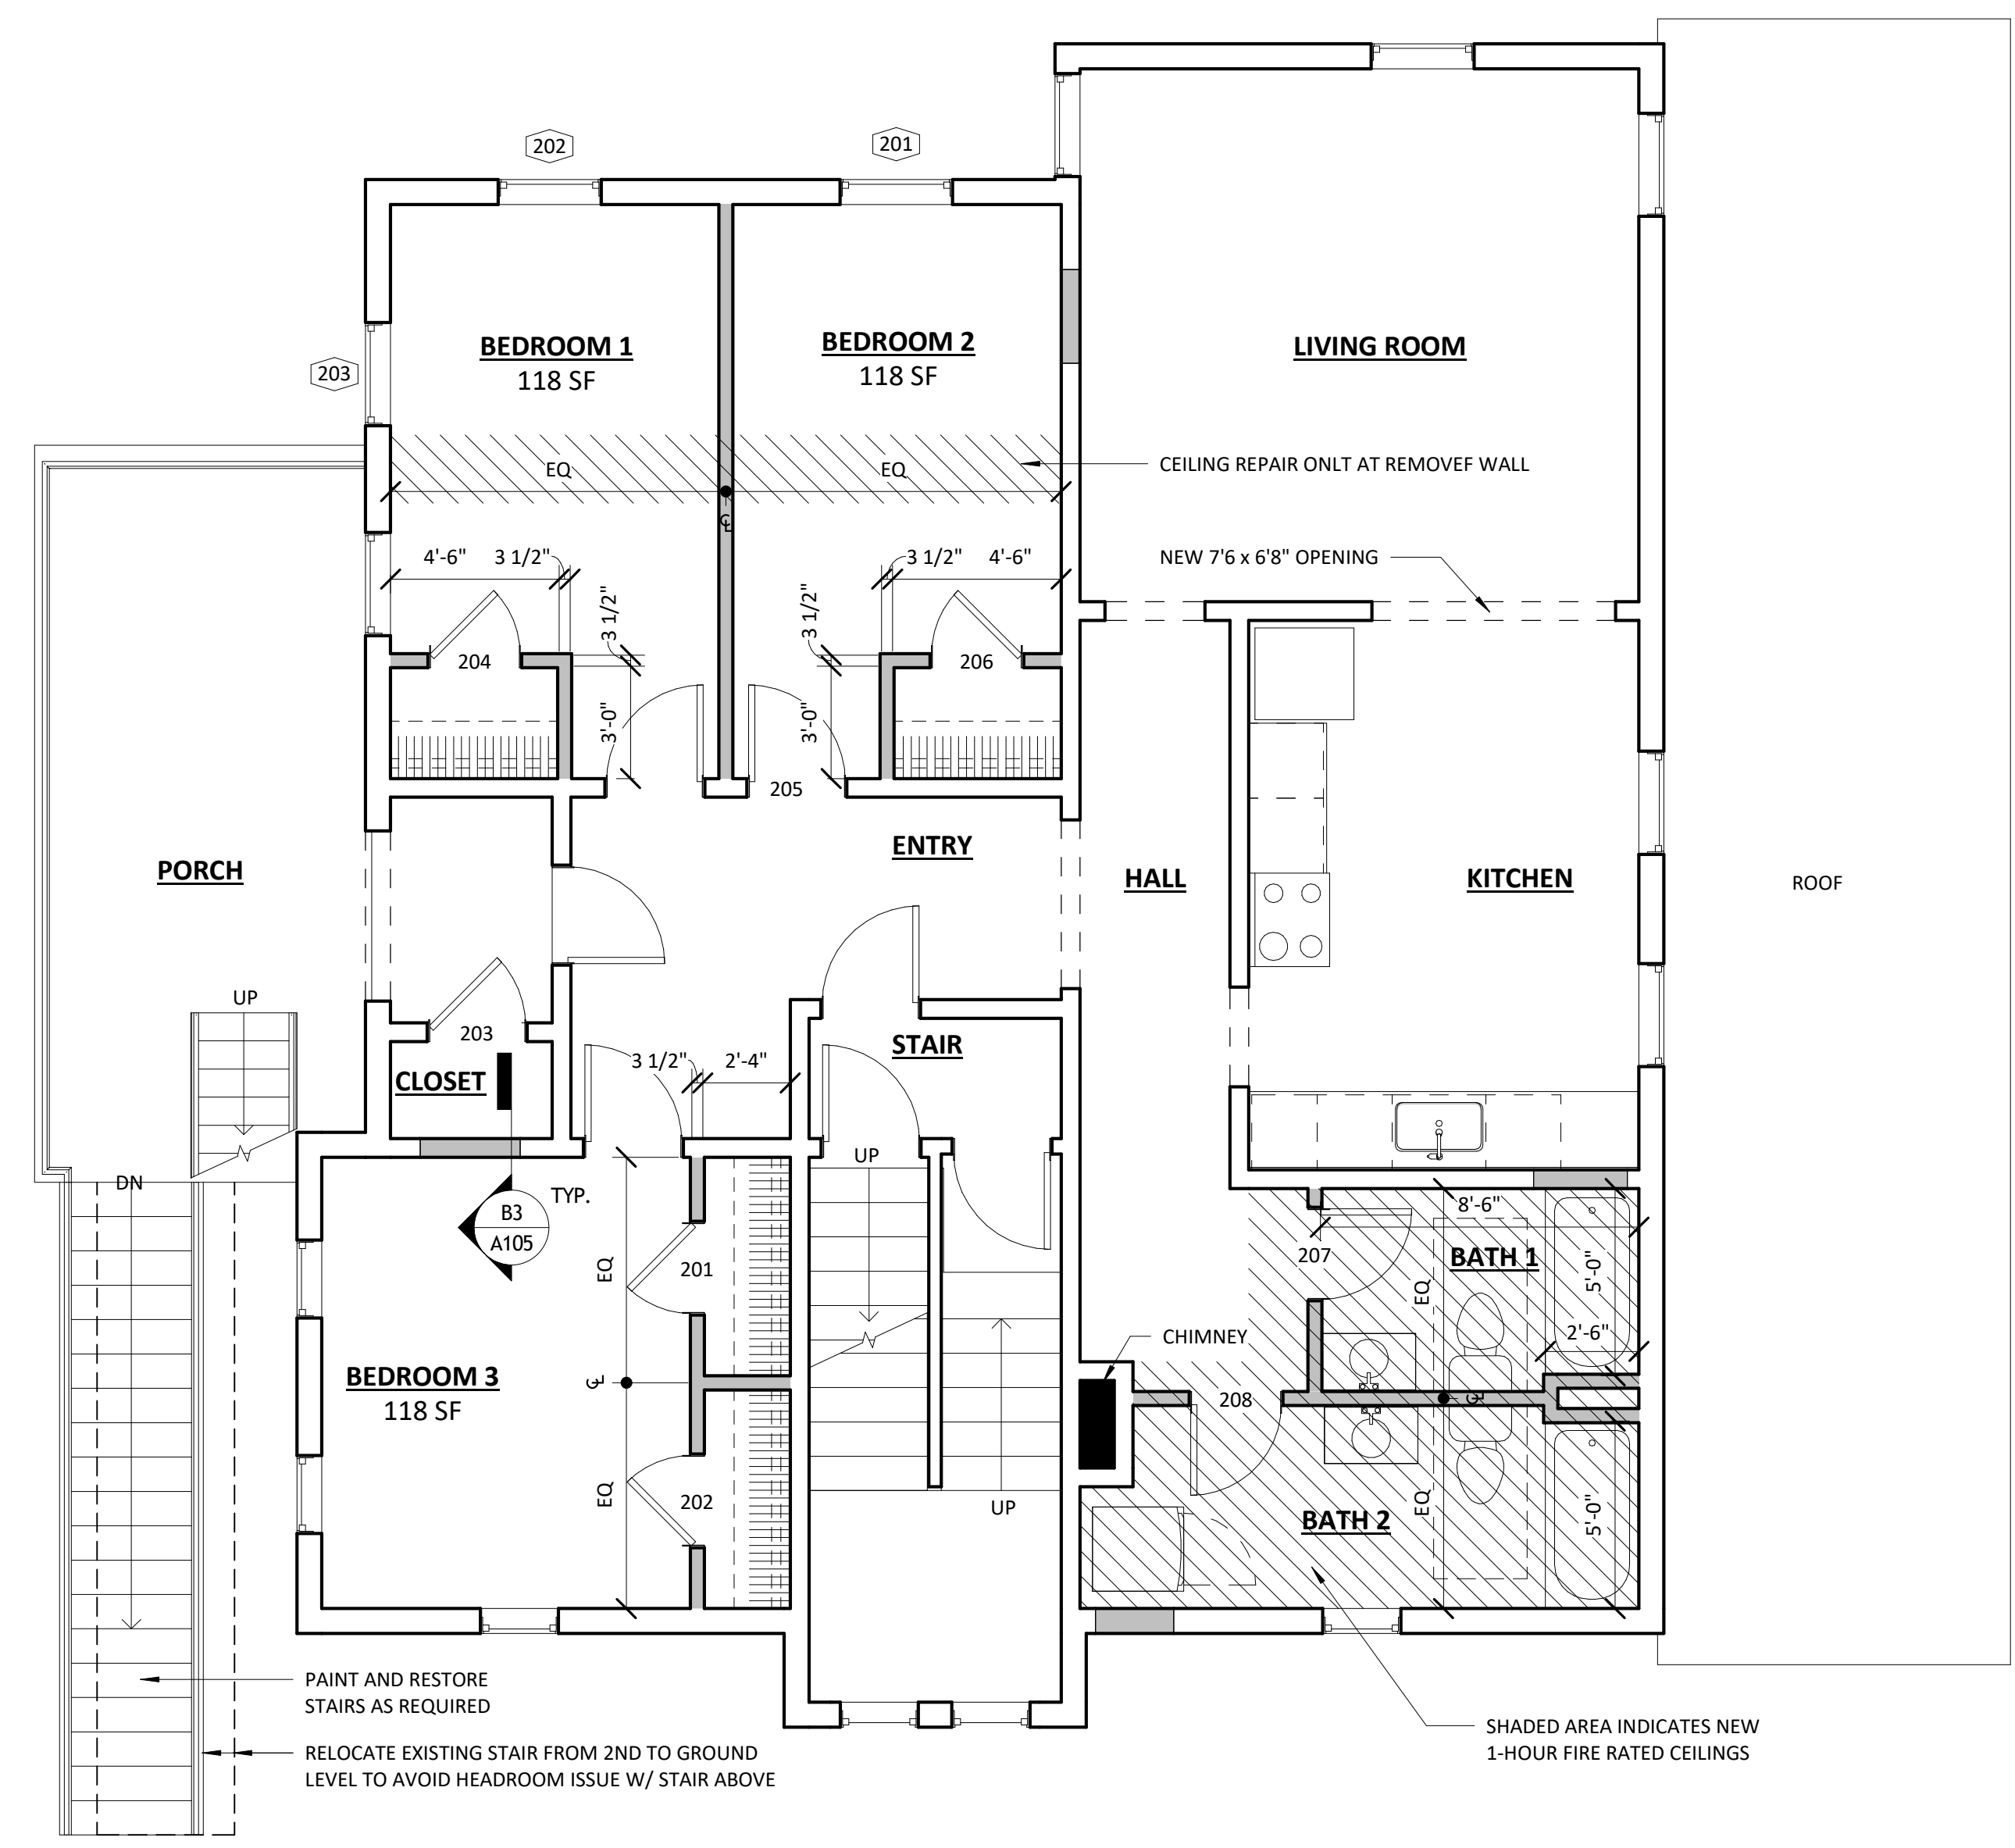 202
201
203
BEDROOM 1
118 SF
BEDROOM 2
118 SF
LIVING ROOM
EQ
EQ
CEILING REPAIR ONLT AT REMOVEF WALL
CL
4'-6"
3 1/2"
3 1/2"
4'-6"
NEW 7'6 x 6'8" OPENING
3 1/2"
3 1/2"
204
206
3'-0"
3'-0"
205
ENTRY
PORCH
HALL
KITCHEN
ROOF
UP
203
STAIR
CLOSET
3 1/2"
2'-4"
UP
DN
TYP.
B3
A105
8'-6"
207
BATH 1
EQ
201
EQ
5'-0"
CHIMNEY
2'-6"
BEDROOM 3
118 SF
CL
208
CL
EQ
202
EQ
UP
BATH 2
5'-0"
PAINT AND RESTORE
STAIRS AS REQUIRED
RELOCATE EXISTING STAIR FROM 2ND TO GROUND
LEVEL TO AVOID HEADROOM ISSUE W/ STAIR ABOVE
SHADED AREA INDICATES NEW
1-HOUR FIRE RATED CEILINGS